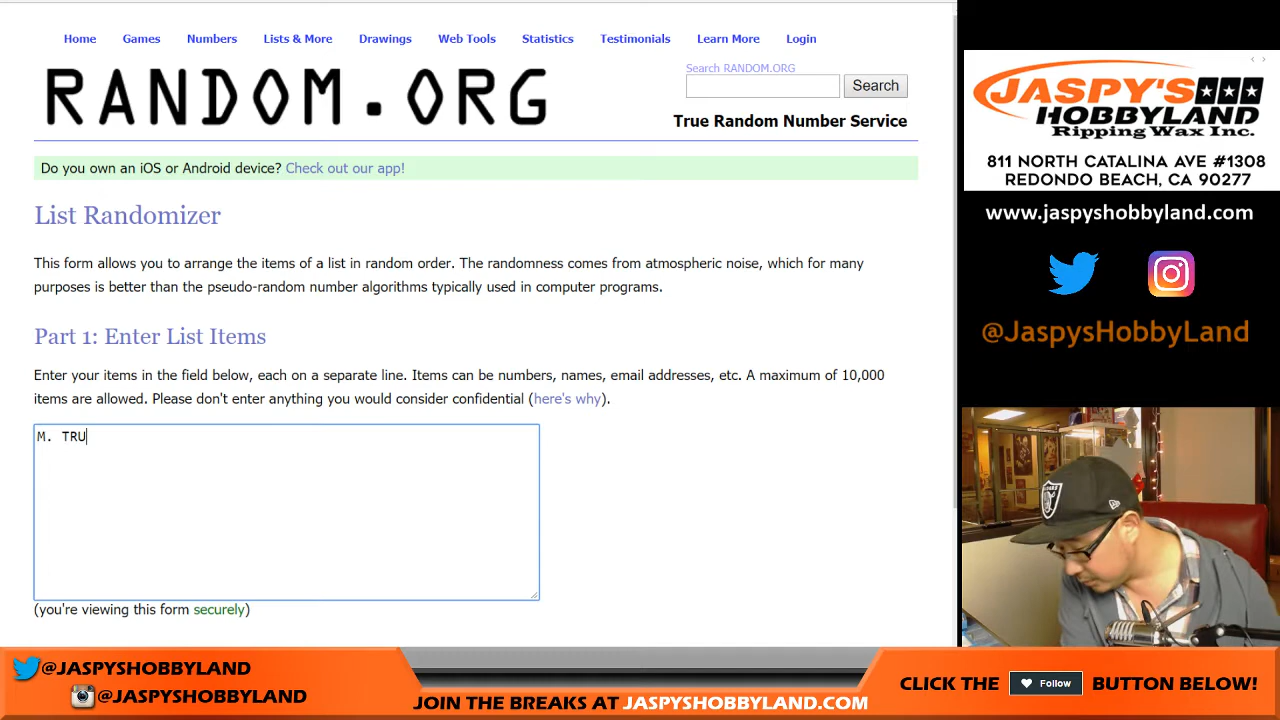 Home Games Numbers Lists & More Drawings Web Tools Statistics Testimonials Learn More Login
RANDOM.ORG
Search RANDOM.ORG
Search
True Random Number Service
Do you own an iOS or Android device? Check out our app!
List Randomizer
This form allows you to arrange the items of a list in random order. The randomness comes from atmospheric noise, which for many
purposes is better than the pseudo-random number algorithms typically used in computer programs.
Part 1: Enter List Items
Enter your items in the field below, each on a separate line. Items can be numbers, names, email addresses, etc. A maximum of 10,000
items are allowed. Please don't enter anything you would consider confidential (here's why).
M. TRU
(you're viewing this form securely)
JASPY'S
HOBBYLAND
Ripping Wax Inc.
811 NORTH CATALINA AVE #1308
REDONDO BEACH, CA 90277
www.jaspyshobbyland.com
@JaspysHobbyLand
RAIDERS
@JASPYSHOBBYLAND
@JASPYSHOBBYLAND
JOIN THE BREAKS AT JASPYSHOBBYLAND.COM
CLICK THE Follow BUTTON BELOW!